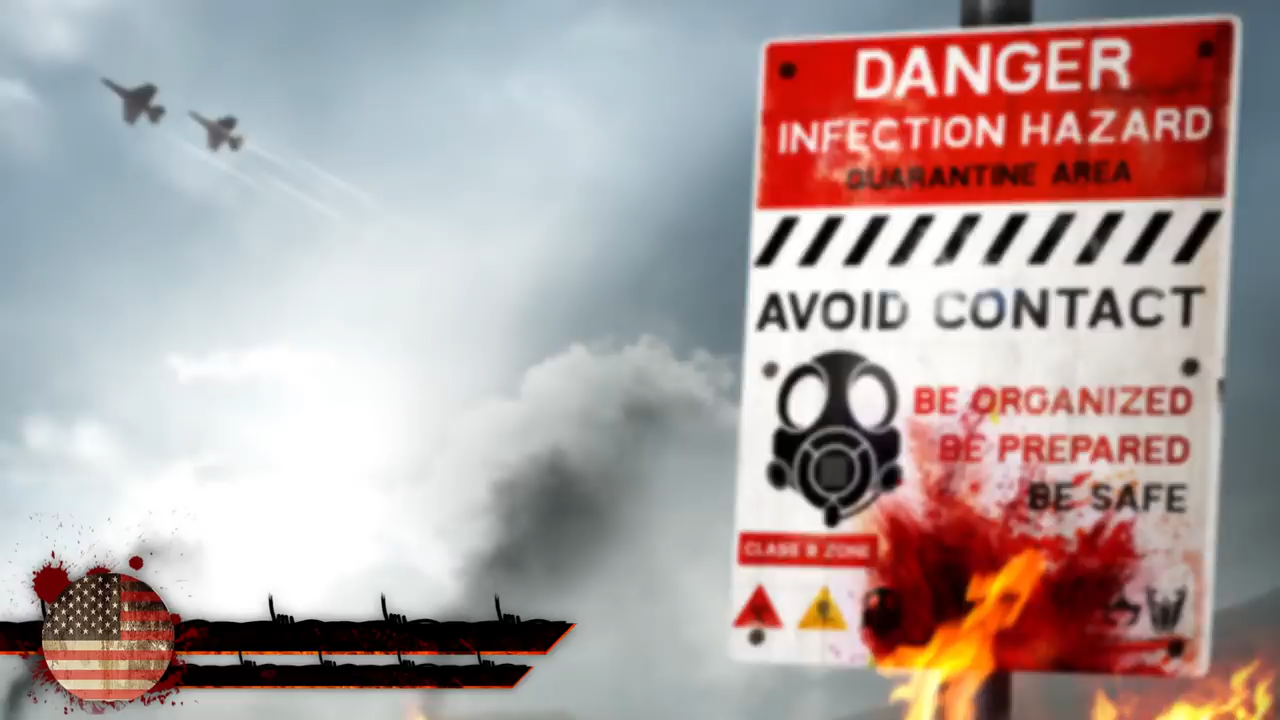 DANGER
INFECTION HAZARD
QUARANTINE AREA
AVOID CONTACT
BE ORGANIZED
BE PREPARED
BE SAFE
CLASS B ZONE